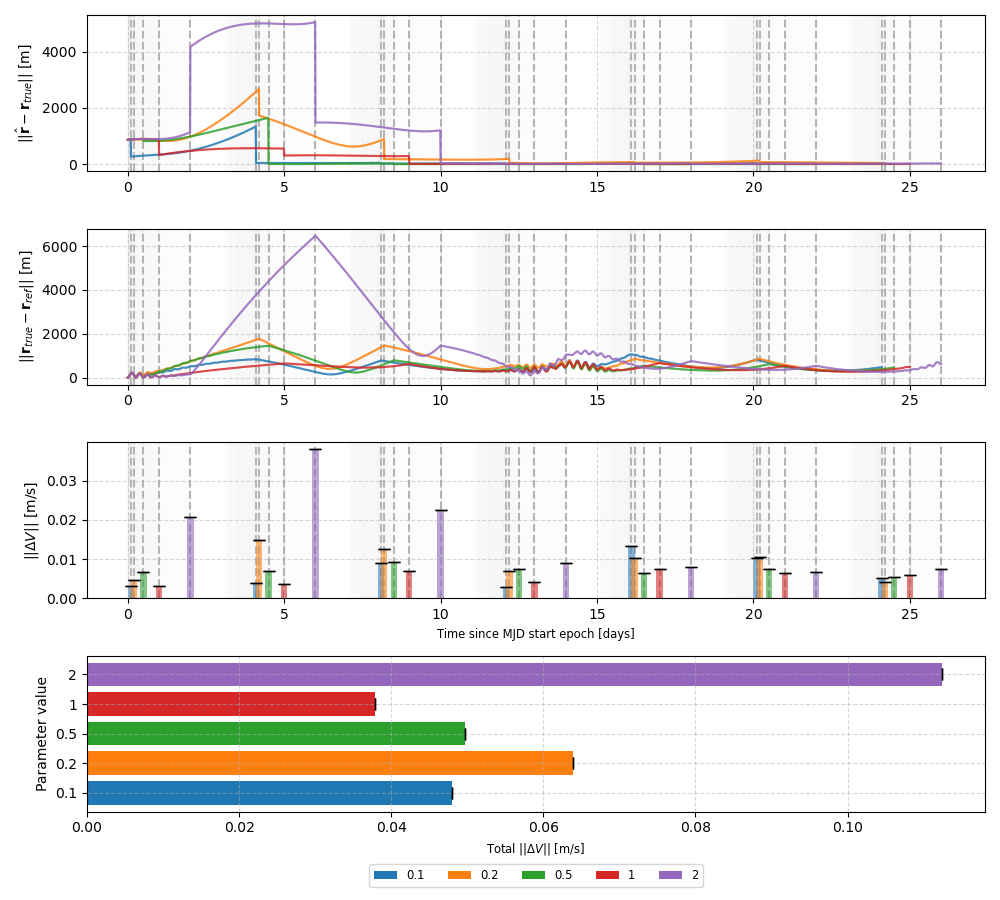 ||r̂ − r_true|| [m]
4000
2000
0
0 5 10 15 20 25
||r_true − r_ref|| [m]
6000
4000
2000
0
0 5 10 15 20 25
||ΔV|| [m/s]
0.03
0.02
0.01
0.00
0 5 10 15 20 25
Time since MJD start epoch [days]
Parameter value
2
1
0.5
0.2
0.1
0.00 0.02 0.04 0.06 0.08 0.10
Total ||ΔV|| [m/s]
0.1 0.2 0.5 1 2